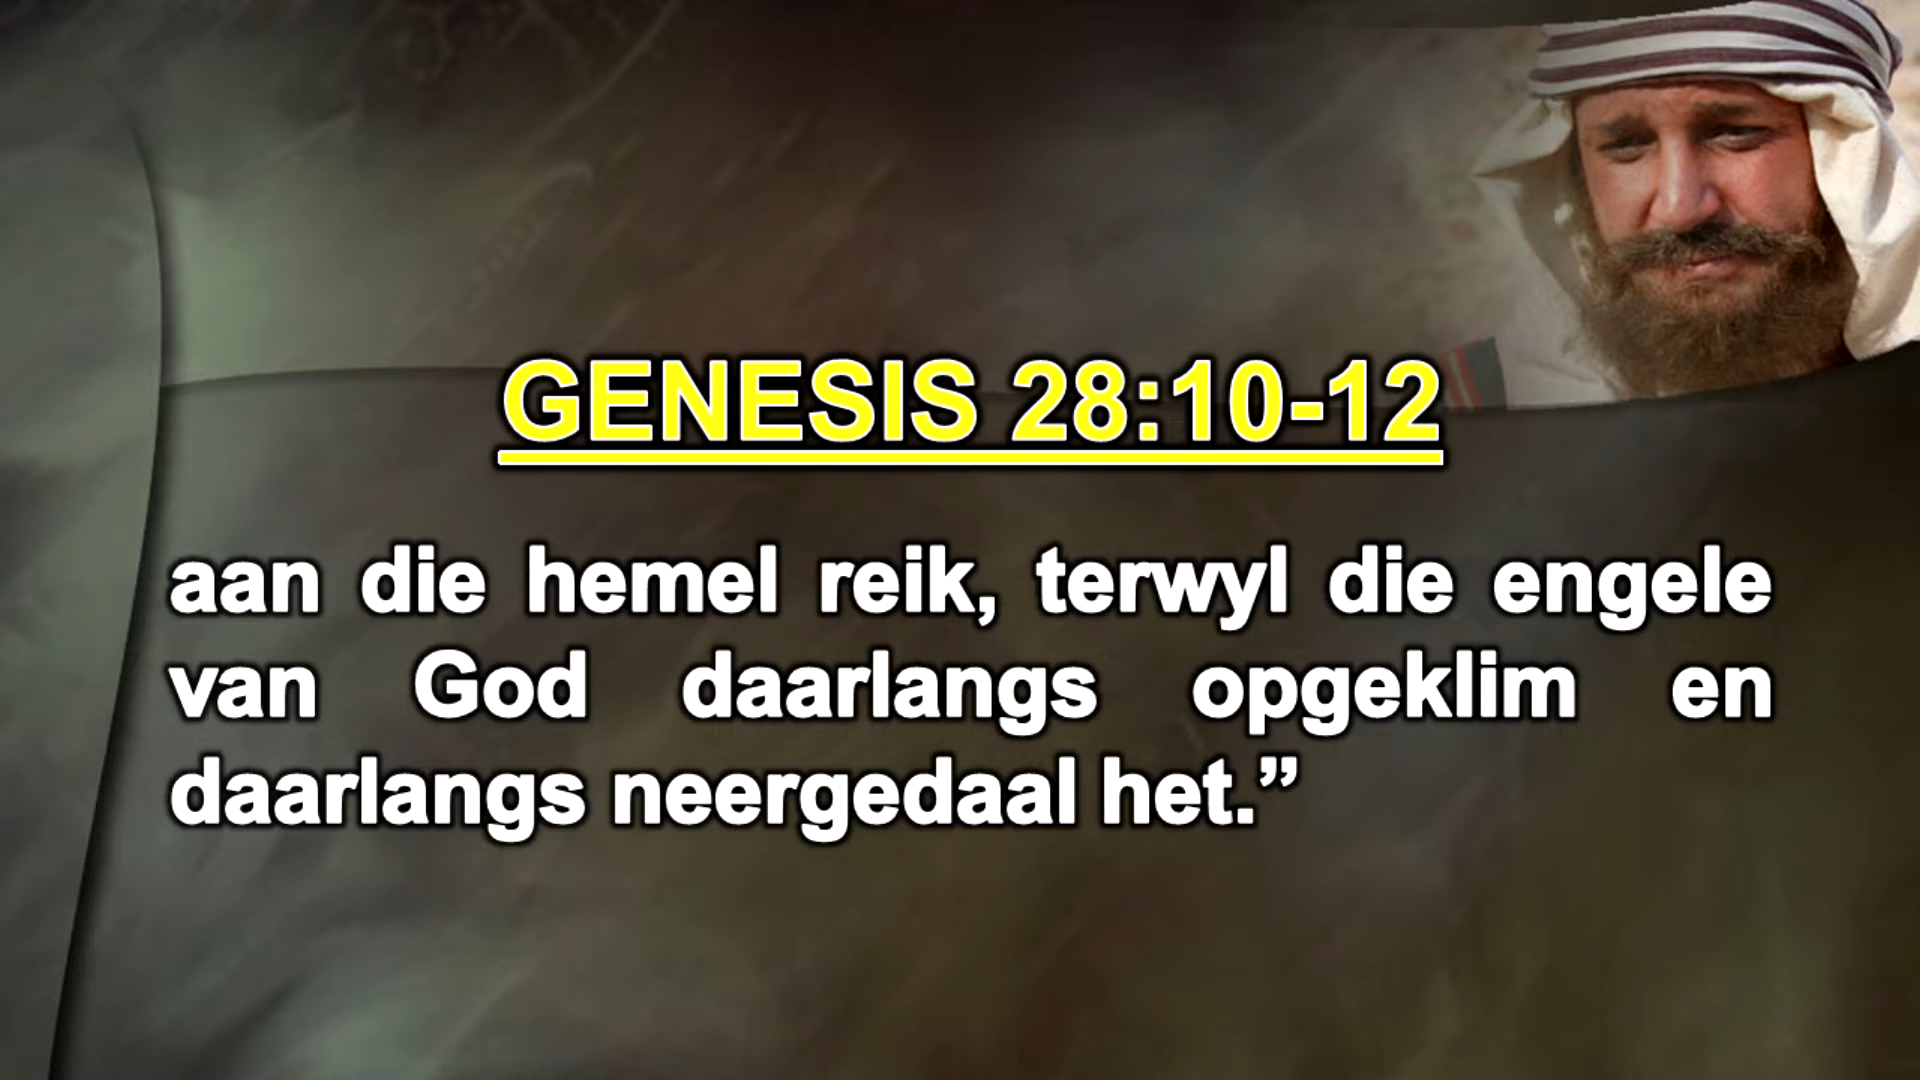 GENESIS 28:10-12
aan die hemel reik, terwyl die engele
van God daarlangs opgeklim en
daarlangs neergedaal het.”